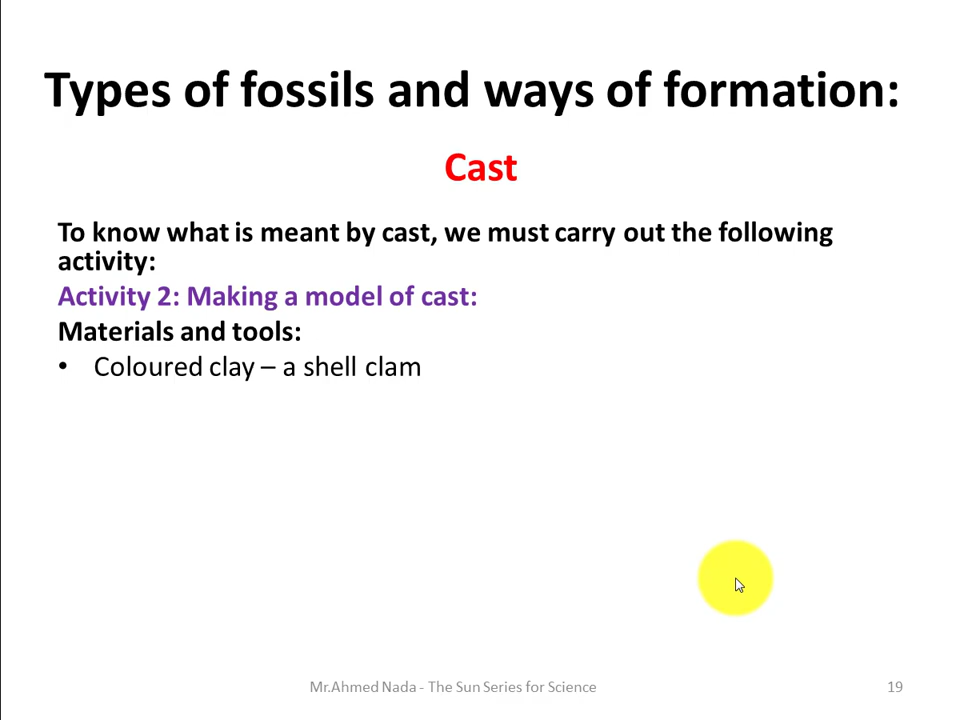 Types of fossils and ways of formation:
Cast
To know what is meant by cast, we must carry out the following
activity:
Activity 2: Making a model of cast:
Materials and tools:
• Coloured clay – a shell clam
Mr.Ahmed Nada - The Sun Series for Science
19